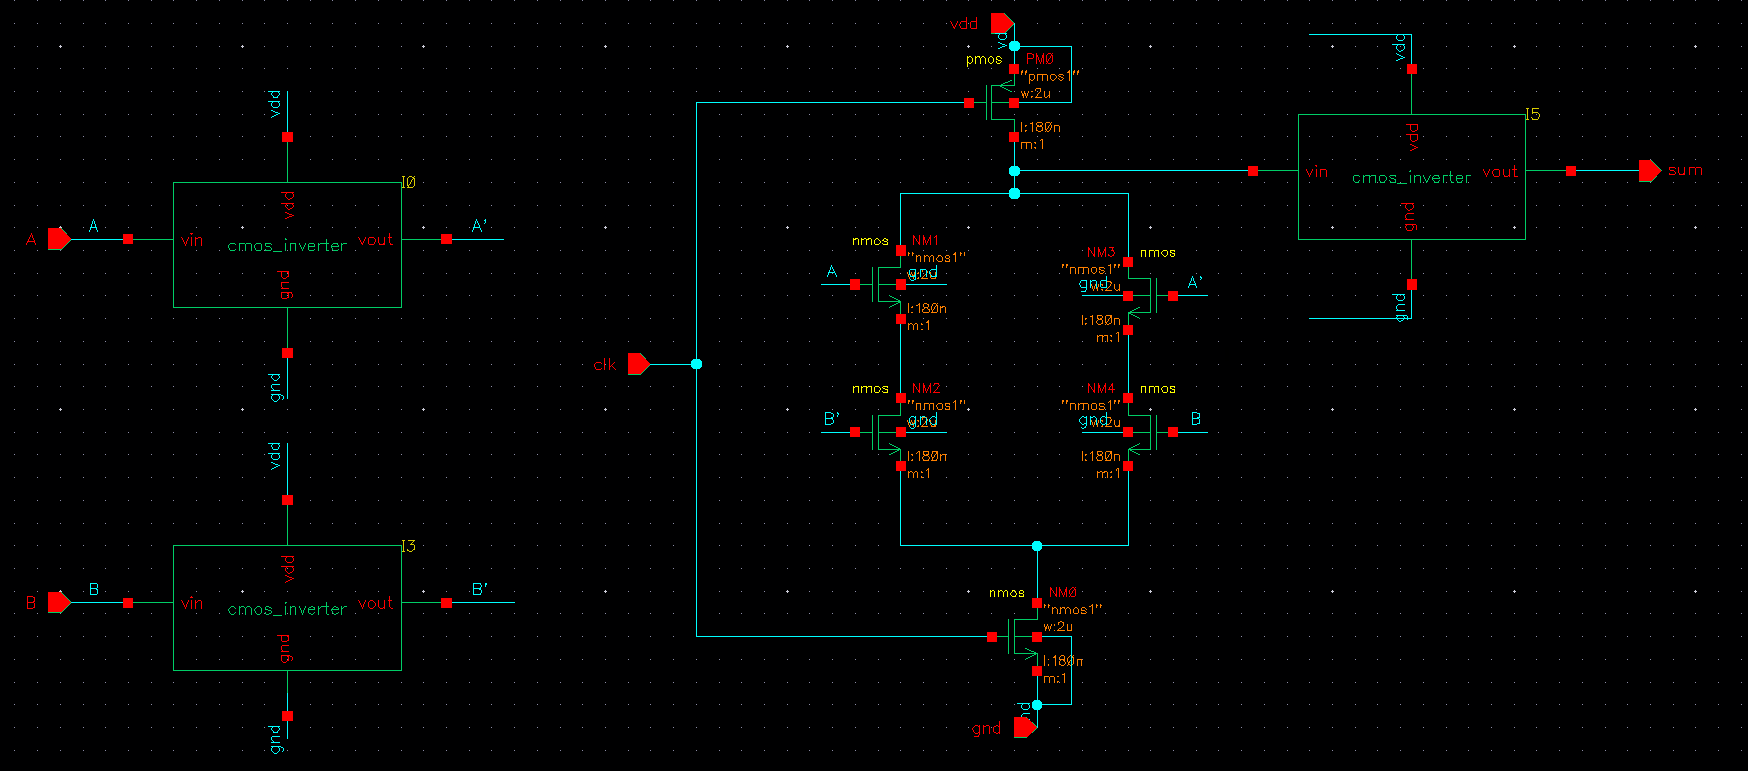 vdd
I0
vdd
A
A
vin
cmos_inverter
vout
A'
gnd
gnd
vdd
I3
vdd
B
B
vin
cmos_inverter
vout
B'
gnd
gnd
clk
vdd
pmos
PM0
"pmos1"
w:2u
l:180n
m:1
nmos
NM1
"nmos1"
A
gnd
l:180n
m:1
NM3
nmos
"nmos1"
gnd
w:2u
A'
l:180n
m:1
nmos
NM2
"nmos1"
B'
gnd
l:180n
m:1
NM4
nmos
"nmos1"
gnd
w:2u
B
l:180n
m:1
nmos
NM0
"nmos1"
w:2u
l:180n
m:1
gnd
vdd
I5
vdd
vin
cmos_inverter
vout
sum
gnd
gnd